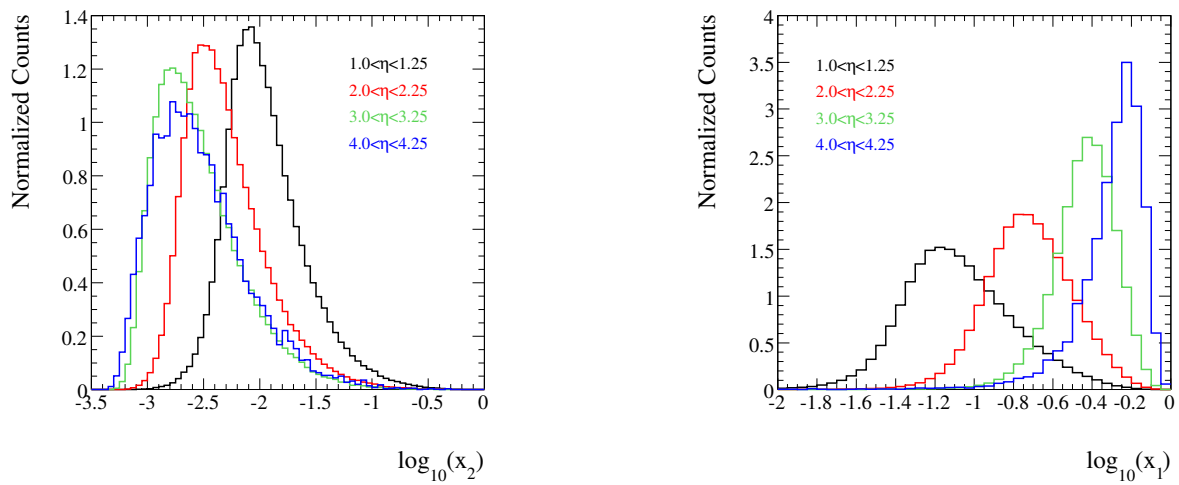 Normalized Counts
1.4
1.2
1
0.8
0.6
0.4
0.2
0
1.0<η<1.25
2.0<η<2.25
3.0<η<3.25
4.0<η<4.25
-3.5 -3 -2.5 -2 -1.5 -1 -0.5 0
log10(x2)
Normalized Counts
4
3.5
3
2.5
2
1.5
1
0.5
0
1.0<η<1.25
2.0<η<2.25
3.0<η<3.25
4.0<η<4.25
-2 -1.8 -1.6 -1.4 -1.2 -1 -0.8 -0.6 -0.4 -0.2 0
log10(x1)